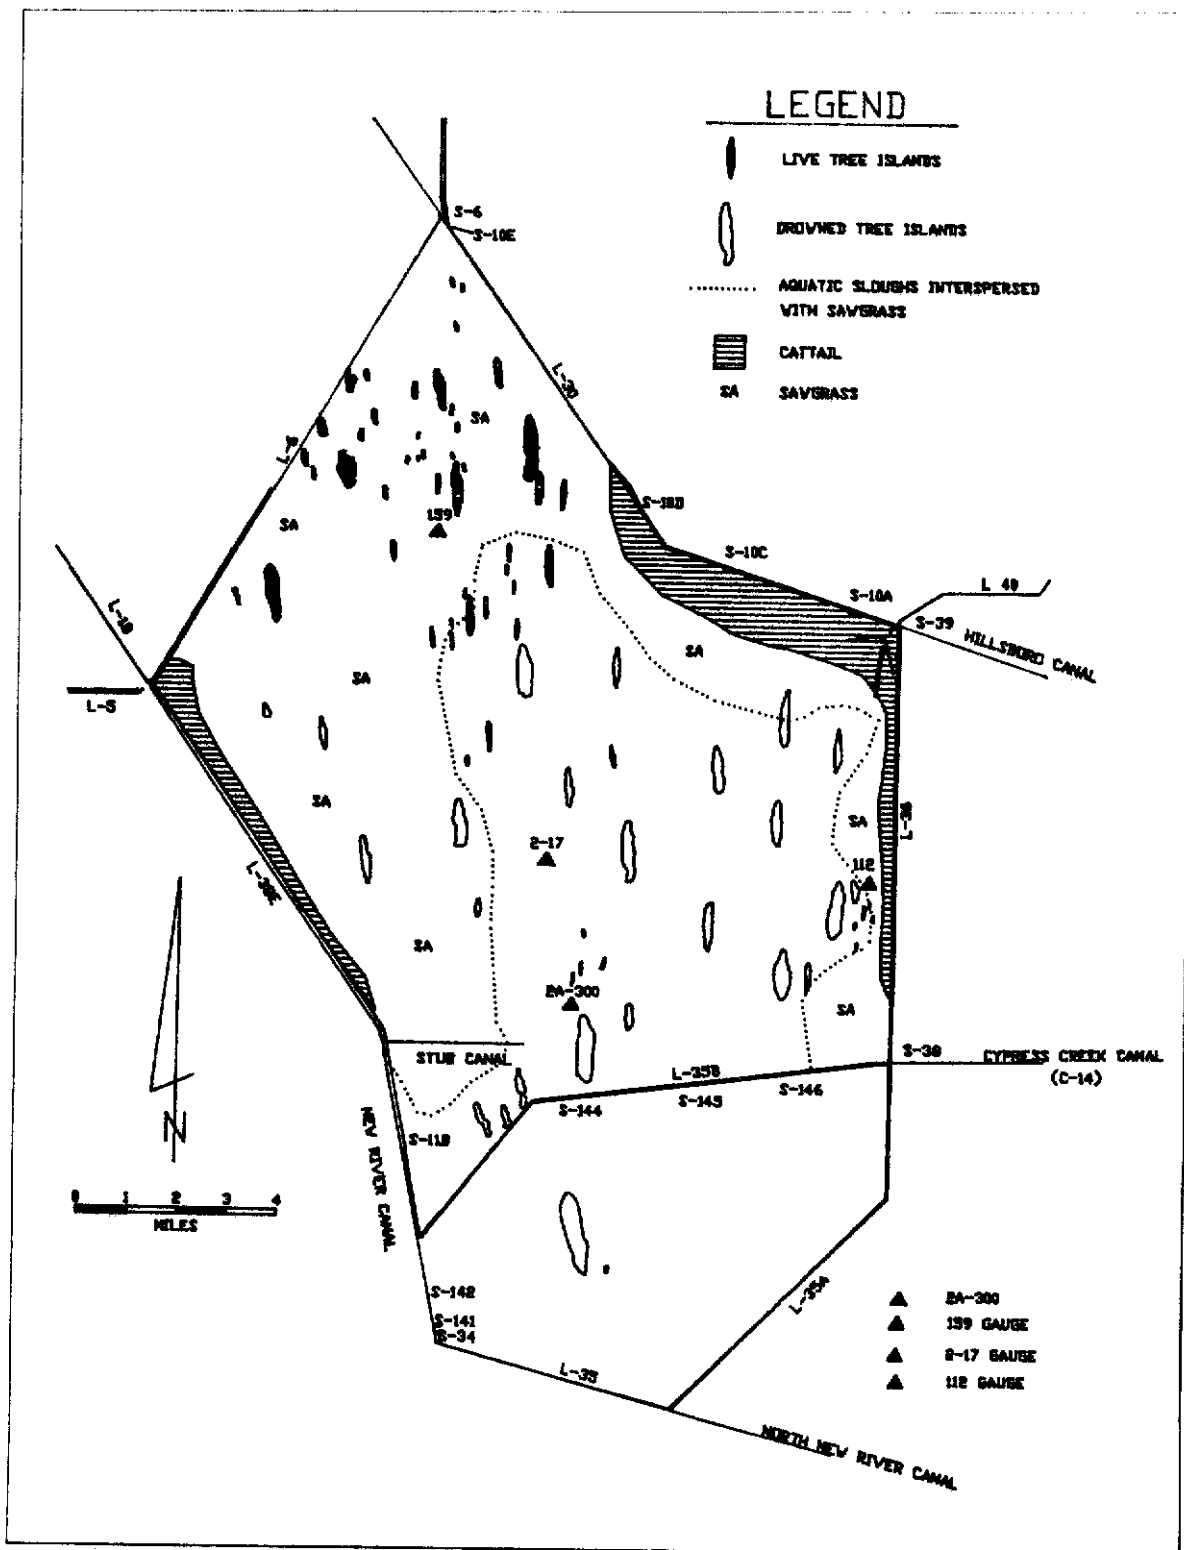 LEGEND
LIVE TREE ISLANDS
DROWNED TREE ISLANDS
AQUATIC SLOUGHS INTERSPERSED
WITH SAWGRASS
CATTAIL
SA SAWGRASS
S-6
S-10E
L-39
SA
S-10D
159
SA
S-10C
L 40
S-10A
S-39
HILLSBORO CANAL
SA
SA
L-5
L-36
SA
SA
2-17
112
L-38E
SA
2A-300
SA
STUB CANAL
S-38
CYPRESS CREEK CANAL
(C-14)
L-35B
S-144
S-145
S-146
S-11B
NEW RIVER CANAL
N
0 1 2 3 4
MILES
S-142
S-141
S-34
L-35A
L-35
2A-300
159 GAUGE
2-17 GAUGE
112 GAUGE
NORTH NEW RIVER CANAL